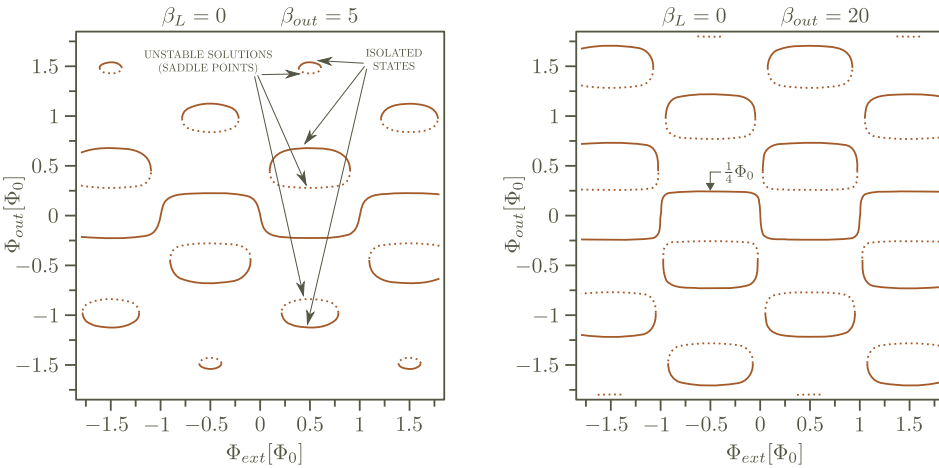 β_L = 0 β_out = 5
UNSTABLE SOLUTIONS
(SADDLE POINTS)
ISOLATED
STATES
Φ_out[Φ_0]
1.5
1
0.5
0
−0.5
−1
−1.5
−1.5 −1 −0.5 0 0.5 1 1.5
Φ_ext[Φ_0]
β_L = 0 β_out = 20
1/4 Φ_0
Φ_out[Φ_0]
1.5
1
0.5
0
−0.5
−1
−1.5
−1.5 −1 −0.5 0 0.5 1 1.5
Φ_ext[Φ_0]